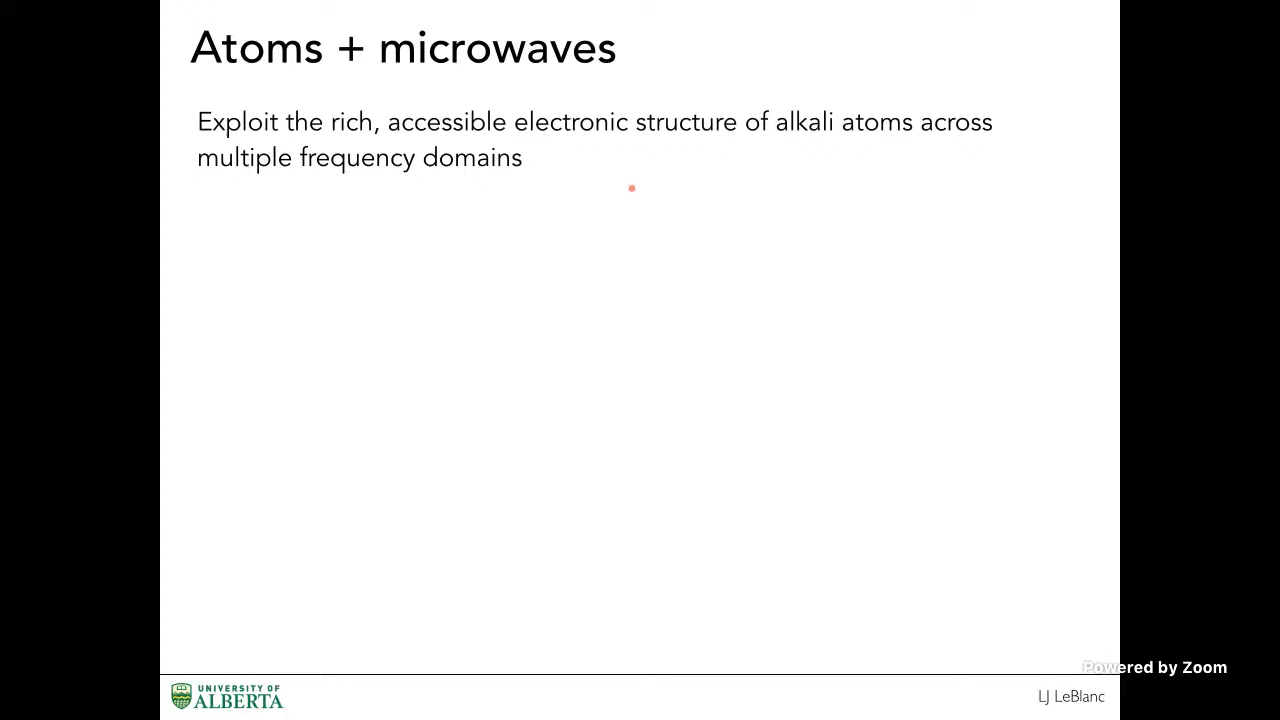 Atoms + microwaves
Exploit the rich, accessible electronic structure of alkali atoms across
multiple frequency domains
Powered by Zoom
UNIVERSITY OF
ALBERTA
LJ LeBlanc